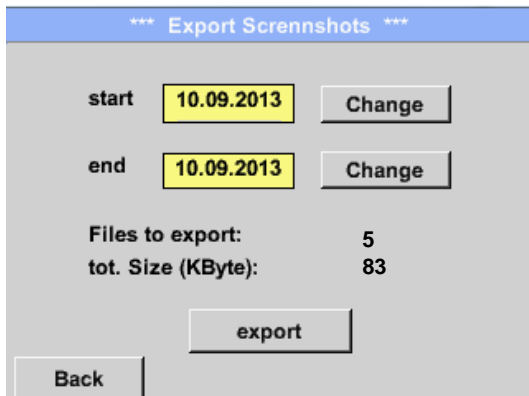 *** Export Scrennshots ***
start 10.09.2013 Change
end 10.09.2013 Change
Files to export: 5
tot. Size (KByte): 83
export
Back